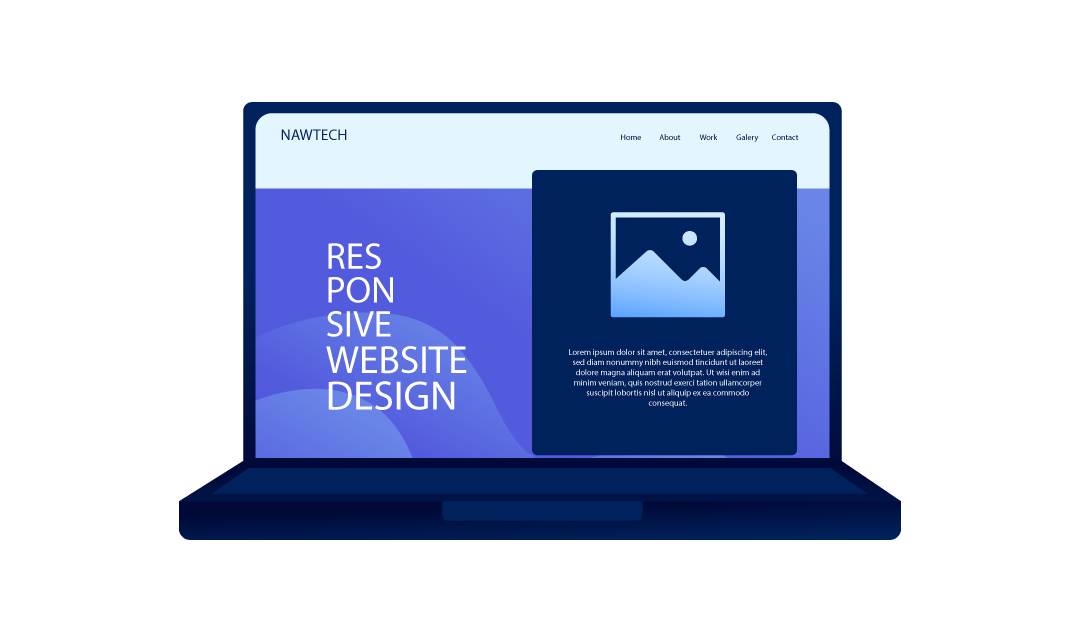 NAWTECH
Home About Work Galery Contact
RES
PON
SIVE
WEBSITE
DESIGN
Lorem ipsum dolor sit amet, consectetuer adipiscing elit,
sed diam nonummy nibh euismod tincidunt ut laoreet
dolore magna aliquam erat volutpat. Ut wisi enim ad
minim veniam, quis nostrud exerci tation ullamcorper
suscipit lobortis nisl ut aliquip ex ea commodo
consequat.